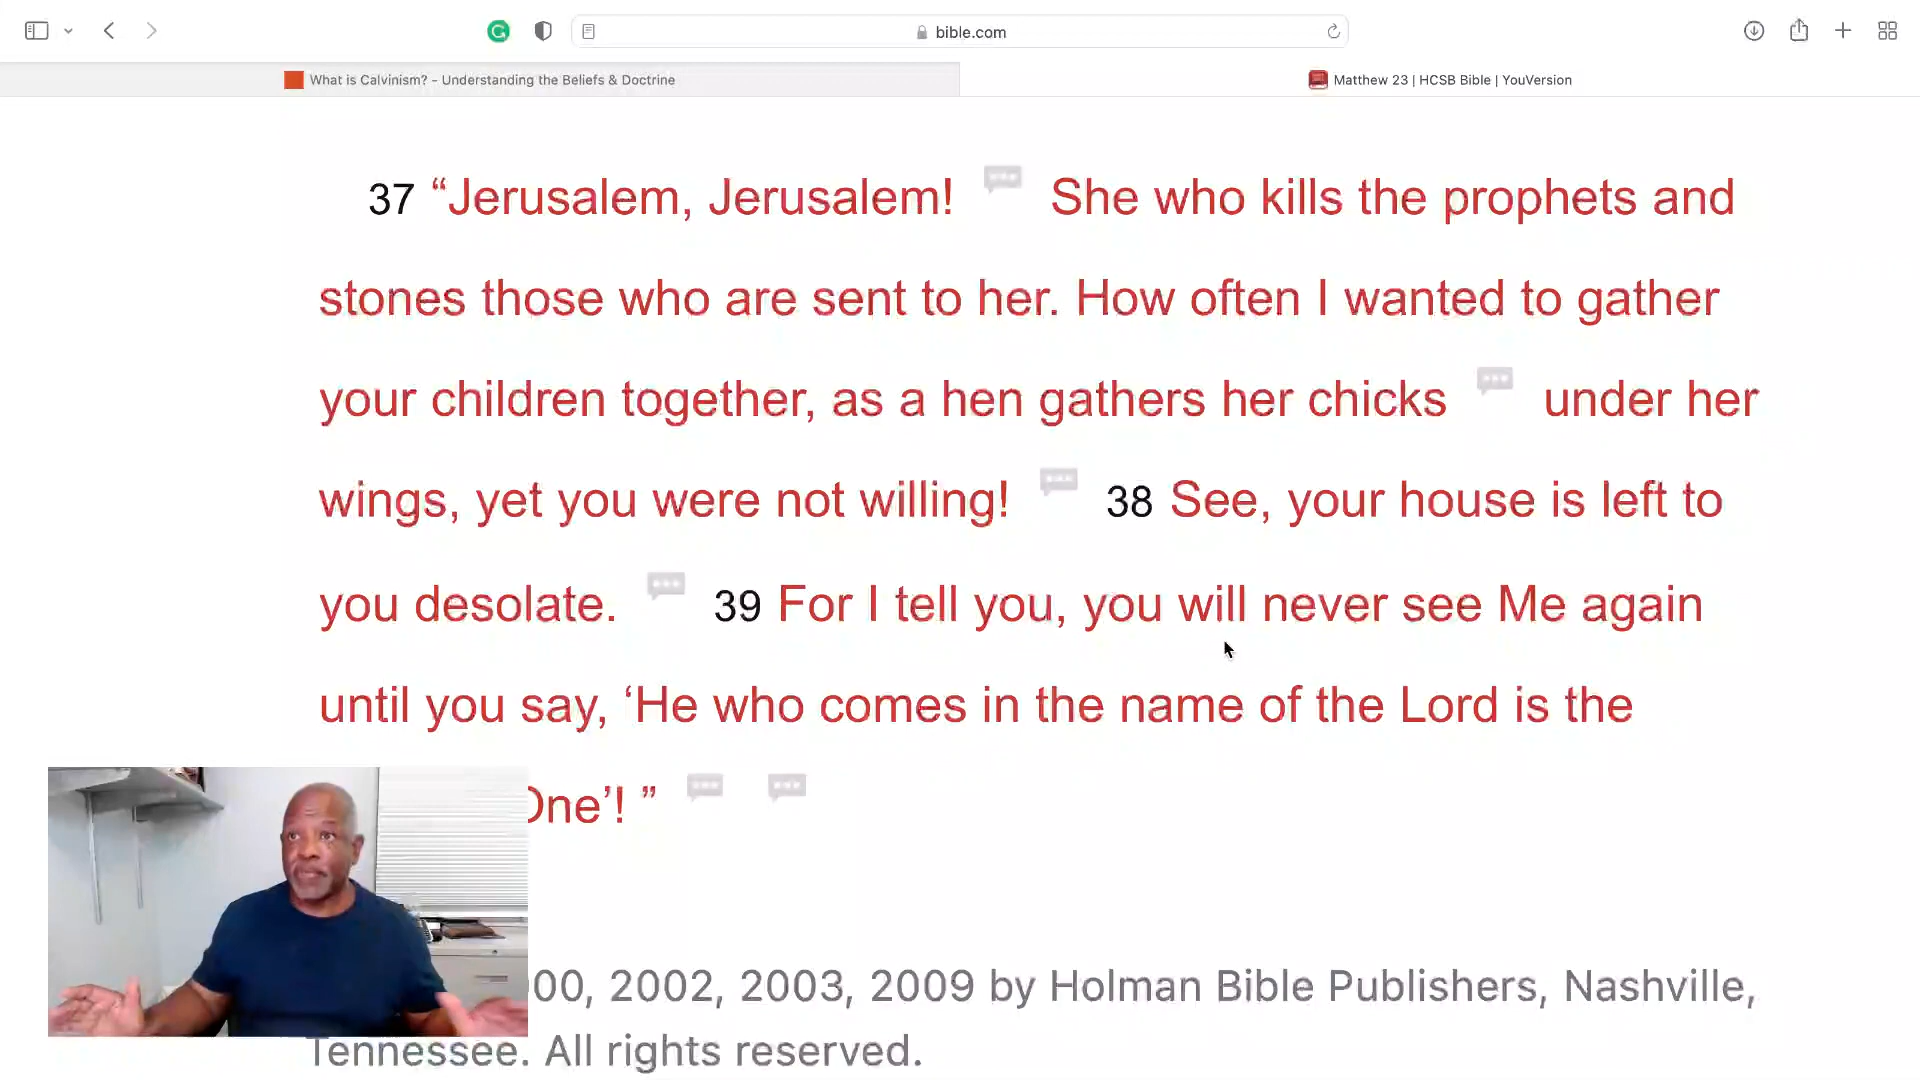 bible.com
What is Calvinism? - Understanding the Beliefs & Doctrine
Matthew 23 | HCSB Bible | YouVersion
37 “Jerusalem, Jerusalem! She who kills the prophets and
stones those who are sent to her. How often I wanted to gather
your children together, as a hen gathers her chicks under her
wings, yet you were not willing! 38 See, your house is left to
you desolate. 39 For I tell you, you will never see Me again
until you say, ‘He who comes in the name of the Lord is the
One’! ”
00, 2002, 2003, 2009 by Holman Bible Publishers, Nashville,
Tennessee. All rights reserved.